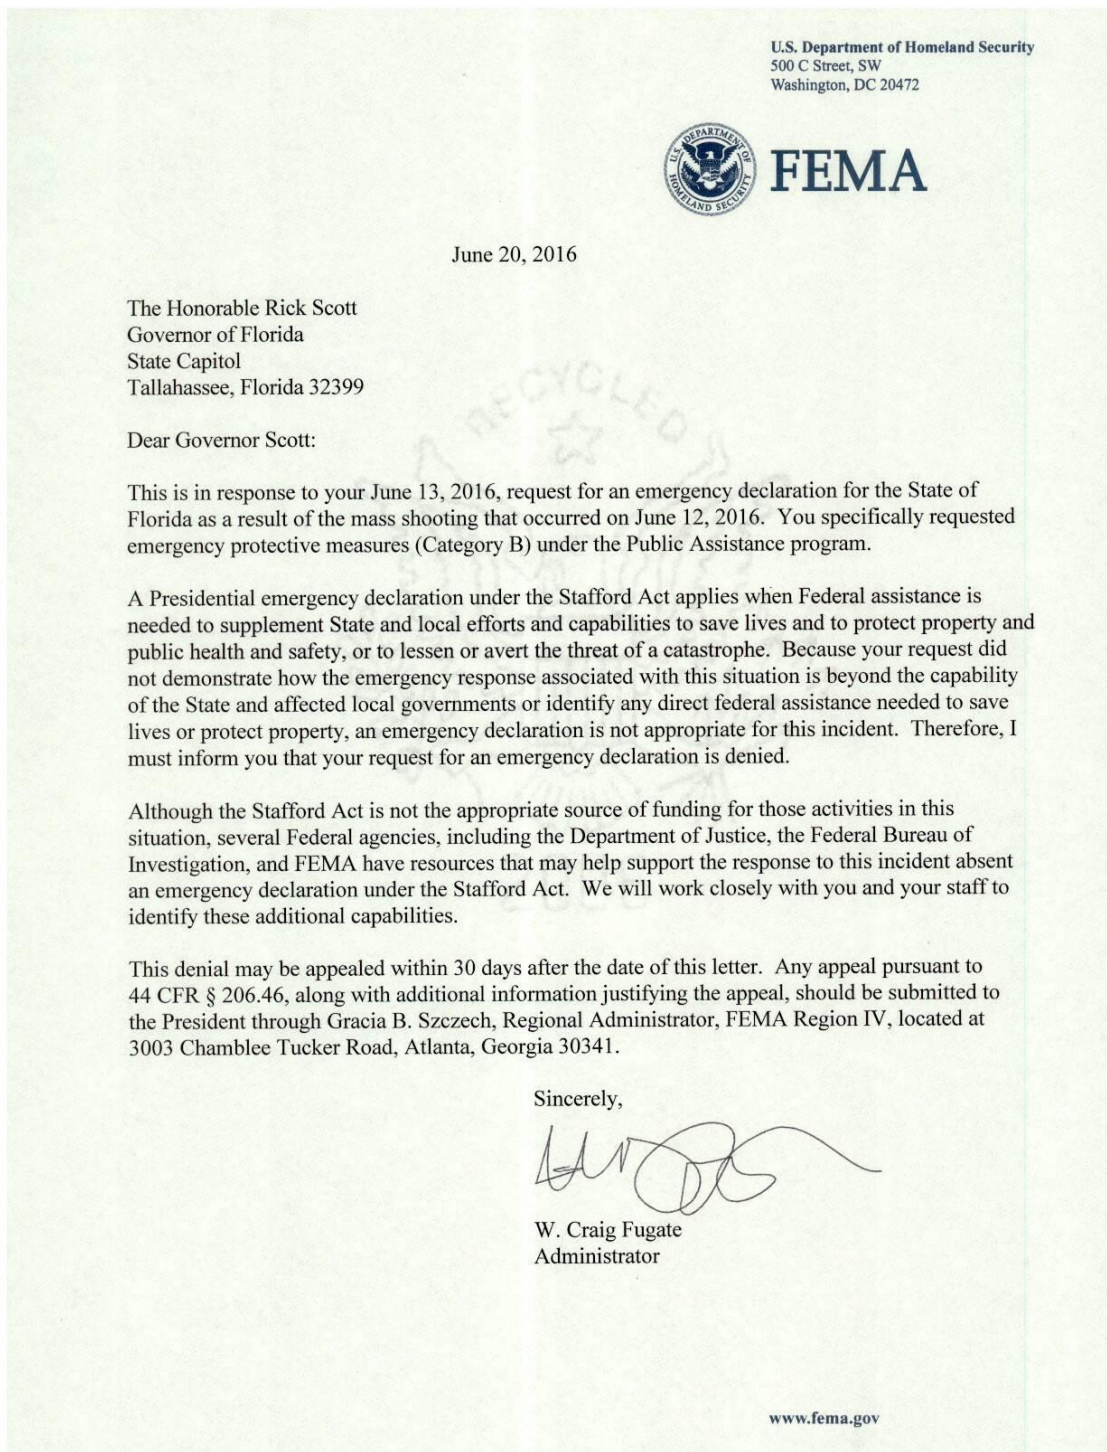 U.S. Department of Homeland Security
500 C Street, SW
Washington, DC 20472
U.S. DEPARTMENT OF HOMELAND SECURITY
FEMA
June 20, 2016
The Honorable Rick Scott
Governor of Florida
State Capitol
Tallahassee, Florida 32399
Dear Governor Scott:
This is in response to your June 13, 2016, request for an emergency declaration for the State of
Florida as a result of the mass shooting that occurred on June 12, 2016.  You specifically requested
emergency protective measures (Category B) under the Public Assistance program.
A Presidential emergency declaration under the Stafford Act applies when Federal assistance is
needed to supplement State and local efforts and capabilities to save lives and to protect property and
public health and safety, or to lessen or avert the threat of a catastrophe.  Because your request did
not demonstrate how the emergency response associated with this situation is beyond the capability
of the State and affected local governments or identify any direct federal assistance needed to save
lives or protect property, an emergency declaration is not appropriate for this incident.  Therefore, I
must inform you that your request for an emergency declaration is denied.
Although the Stafford Act is not the appropriate source of funding for those activities in this
situation, several Federal agencies, including the Department of Justice, the Federal Bureau of
Investigation, and FEMA have resources that may help support the response to this incident absent
an emergency declaration under the Stafford Act.  We will work closely with you and your staff to
identify these additional capabilities.
This denial may be appealed within 30 days after the date of this letter.  Any appeal pursuant to
44 CFR § 206.46, along with additional information justifying the appeal, should be submitted to
the President through Gracia B. Szczech, Regional Administrator, FEMA Region IV, located at
3003 Chamblee Tucker Road, Atlanta, Georgia 30341.
Sincerely,
W. Craig Fugate
Administrator
www.fema.gov
RECYCLED